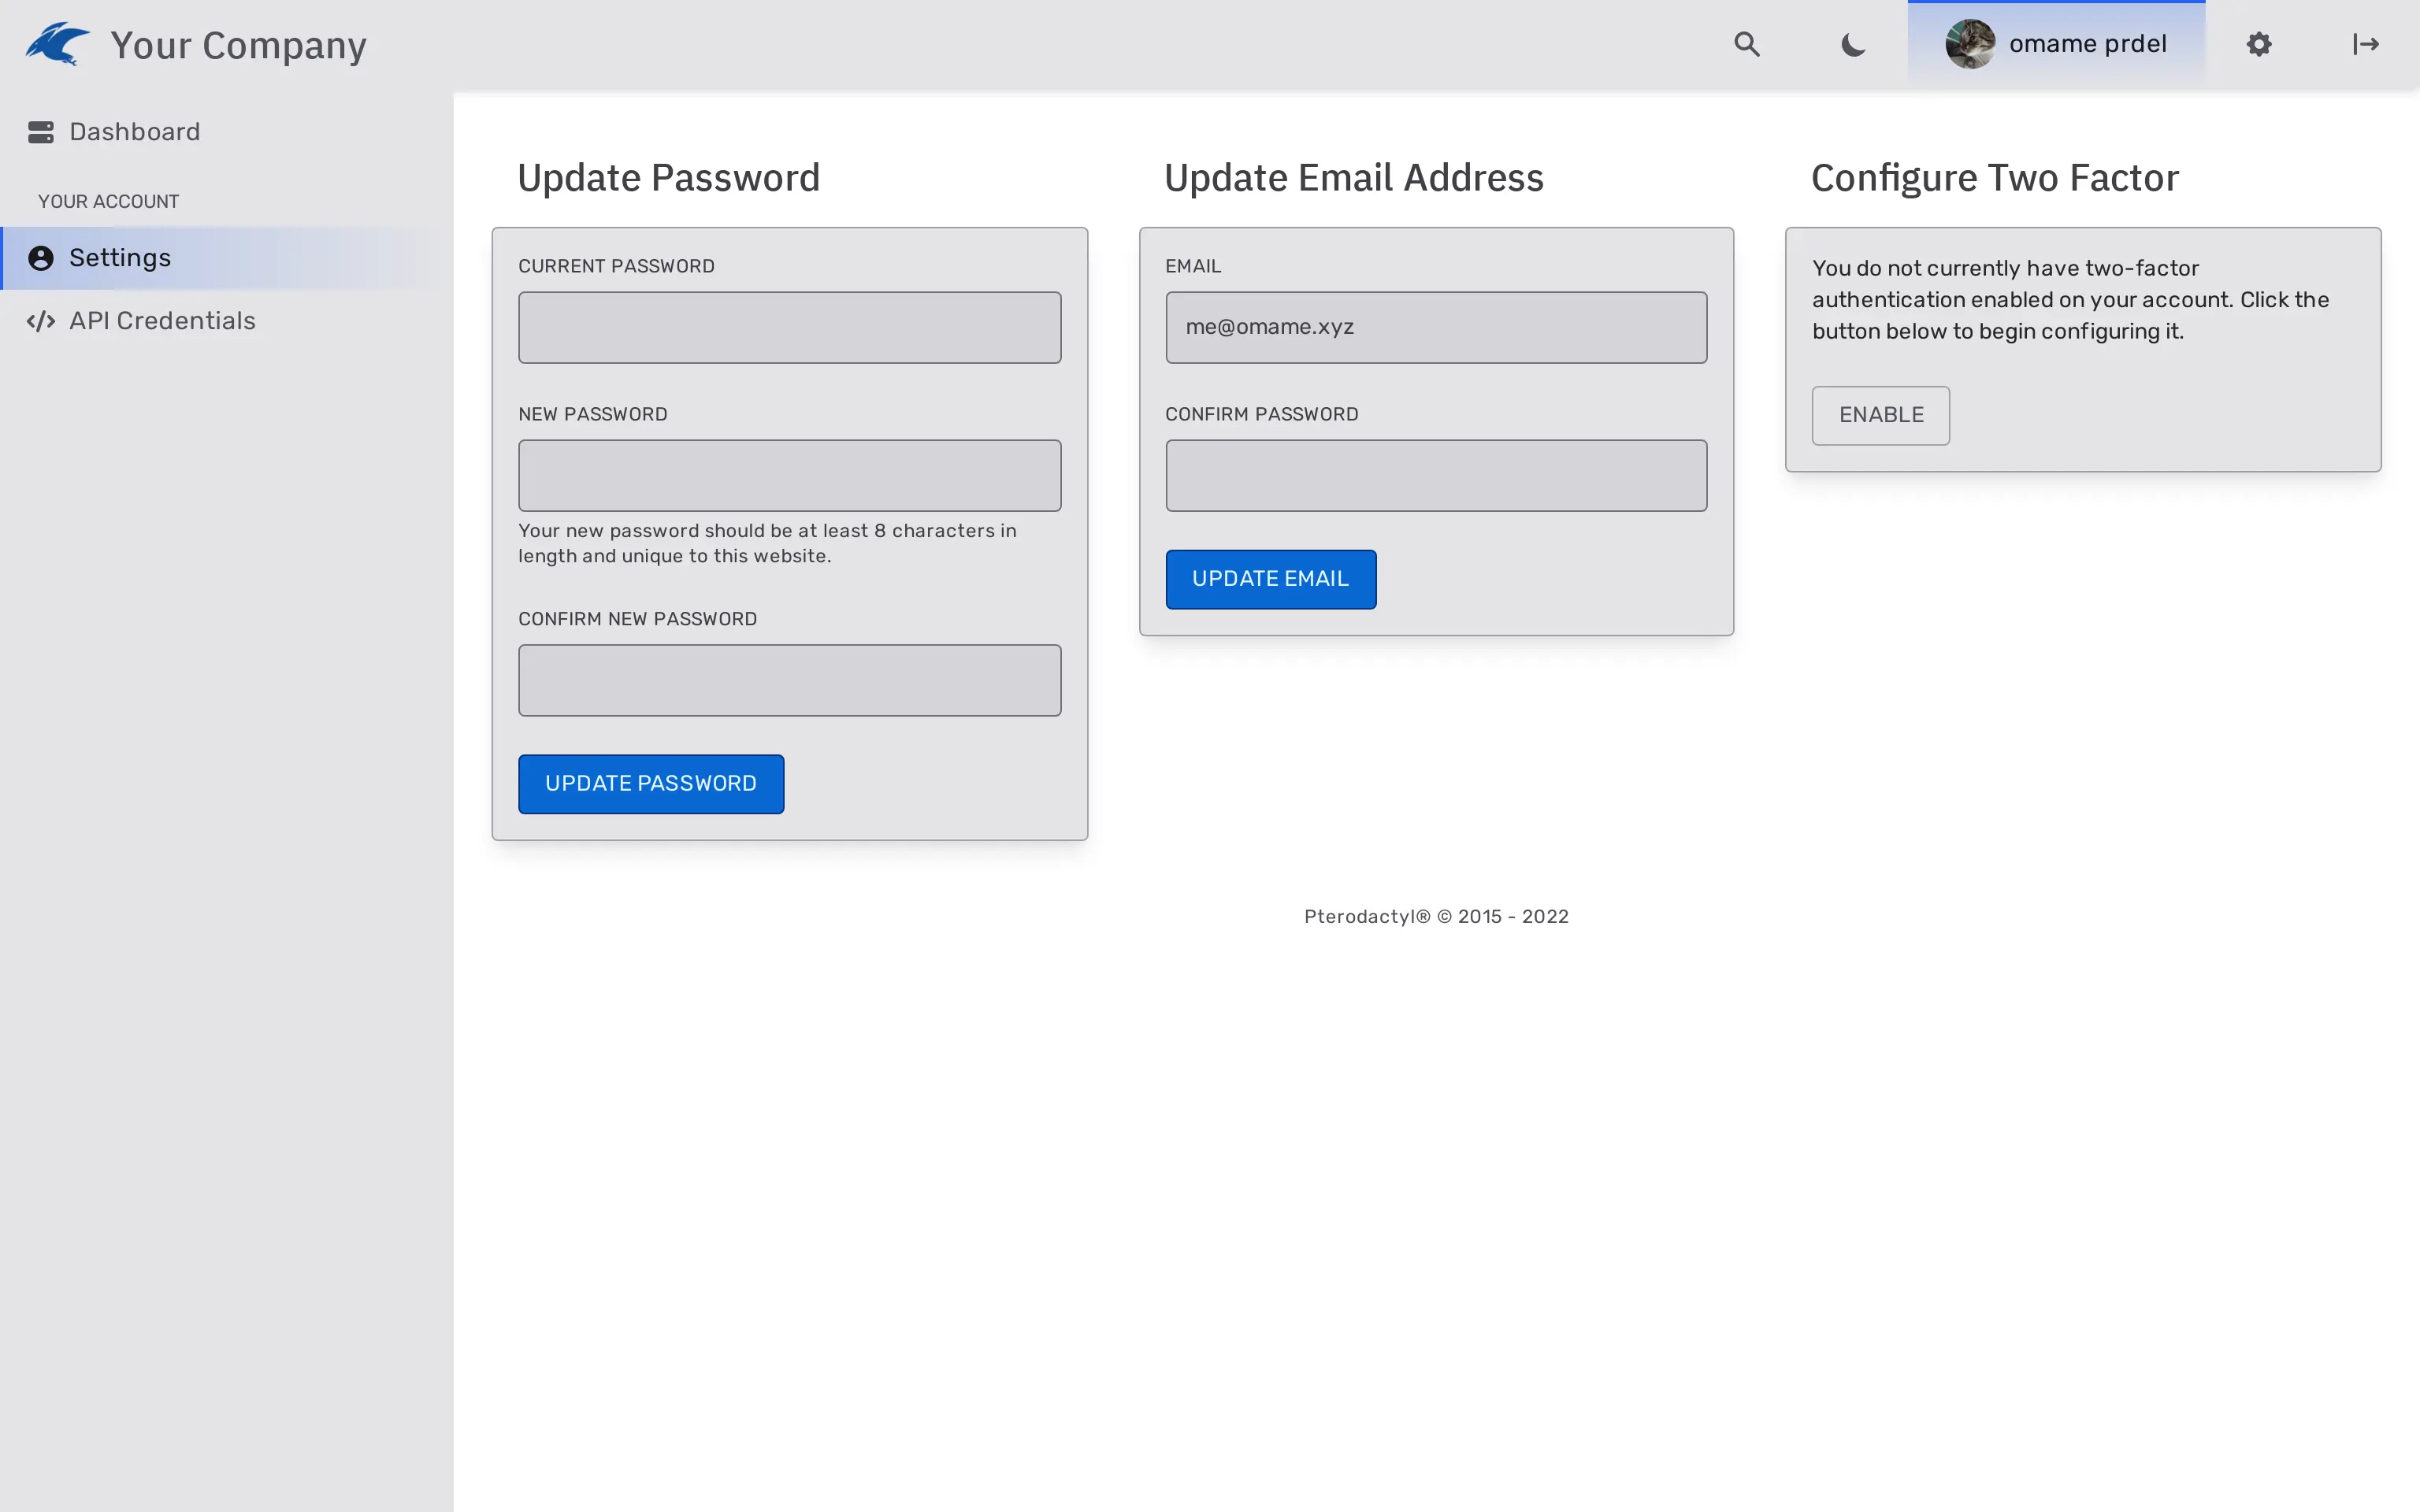 Your Company
omame prdel
Dashboard
YOUR ACCOUNT
Settings
API Credentials
Update Password
CURRENT PASSWORD
NEW PASSWORD
Your new password should be at least 8 characters in
length and unique to this website.
CONFIRM NEW PASSWORD
UPDATE PASSWORD
Update Email Address
EMAIL
me@omame.xyz
CONFIRM PASSWORD
UPDATE EMAIL
Configure Two Factor
You do not currently have two-factor
authentication enabled on your account. Click the
button below to begin configuring it.
ENABLE
Pterodactyl® © 2015 - 2022